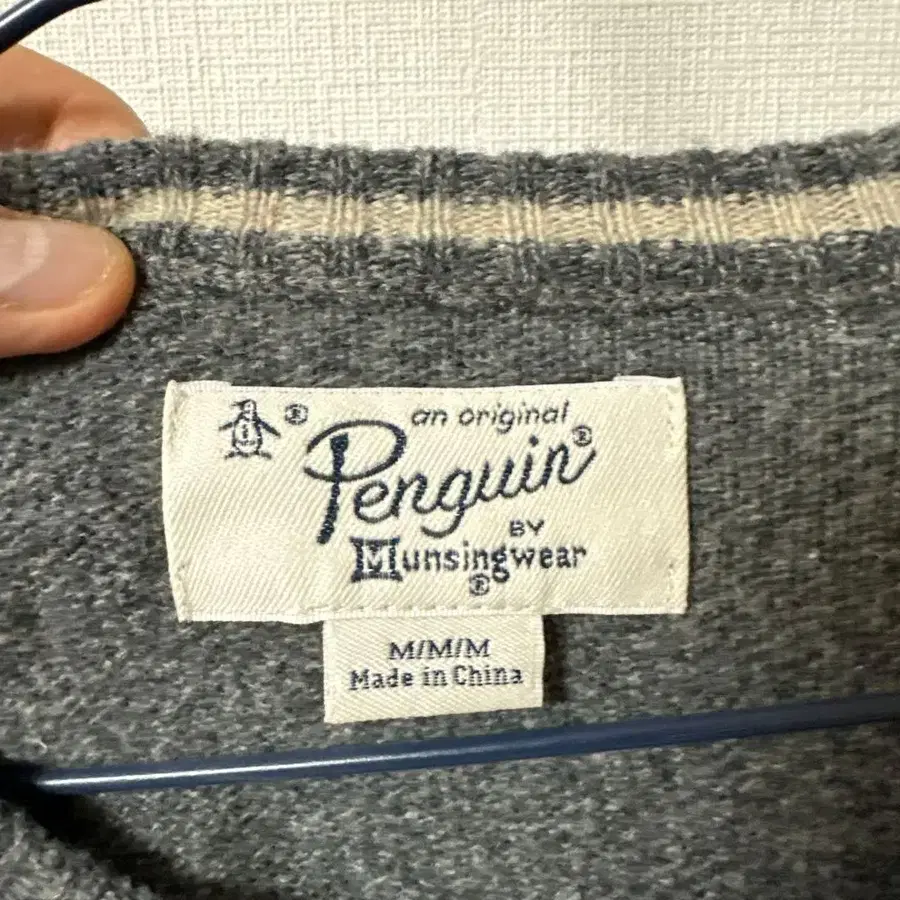 ®
an original
Penguin®
BY
Munsingwear
®
M/M/M
Made in China